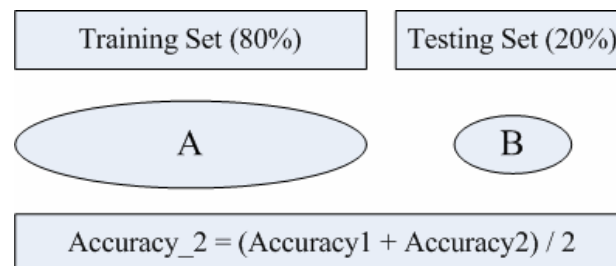 Training Set (80%)
Testing Set (20%)
A
B
Accuracy_2 = (Accuracy1 + Accuracy2) / 2